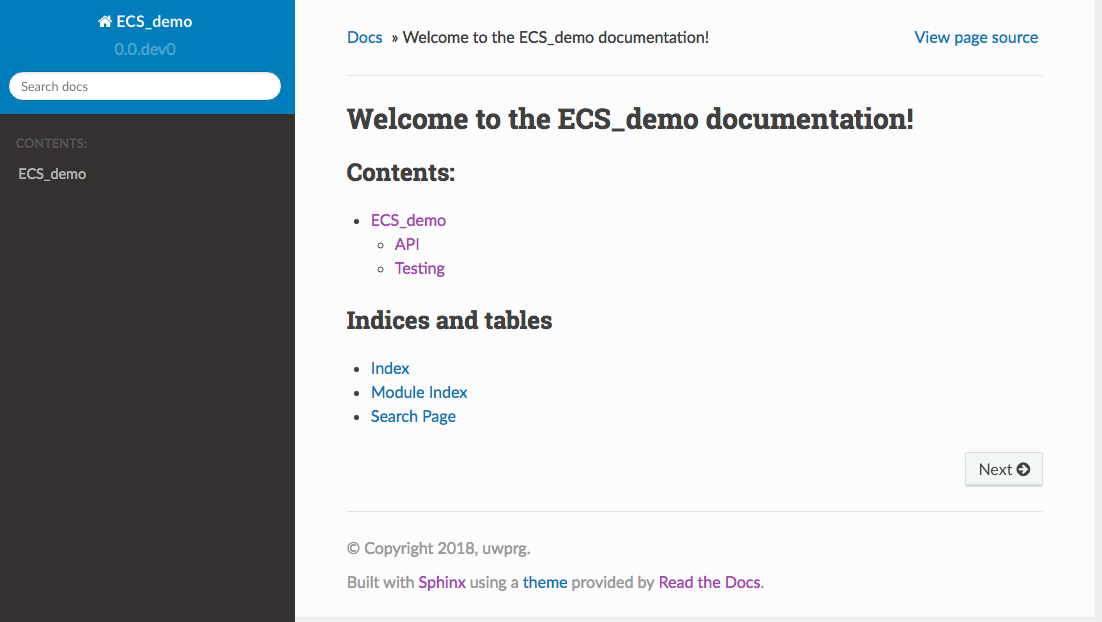 ECS_demo
0.0.dev0
Search docs
CONTENTS:
ECS_demo
Docs » Welcome to the ECS_demo documentation!
View page source
Welcome to the ECS_demo documentation!
Contents:
ECS_demo
API
Testing
Indices and tables
Index
Module Index
Search Page
Next
© Copyright 2018, uwprg.
Built with Sphinx using a theme provided by Read the Docs.